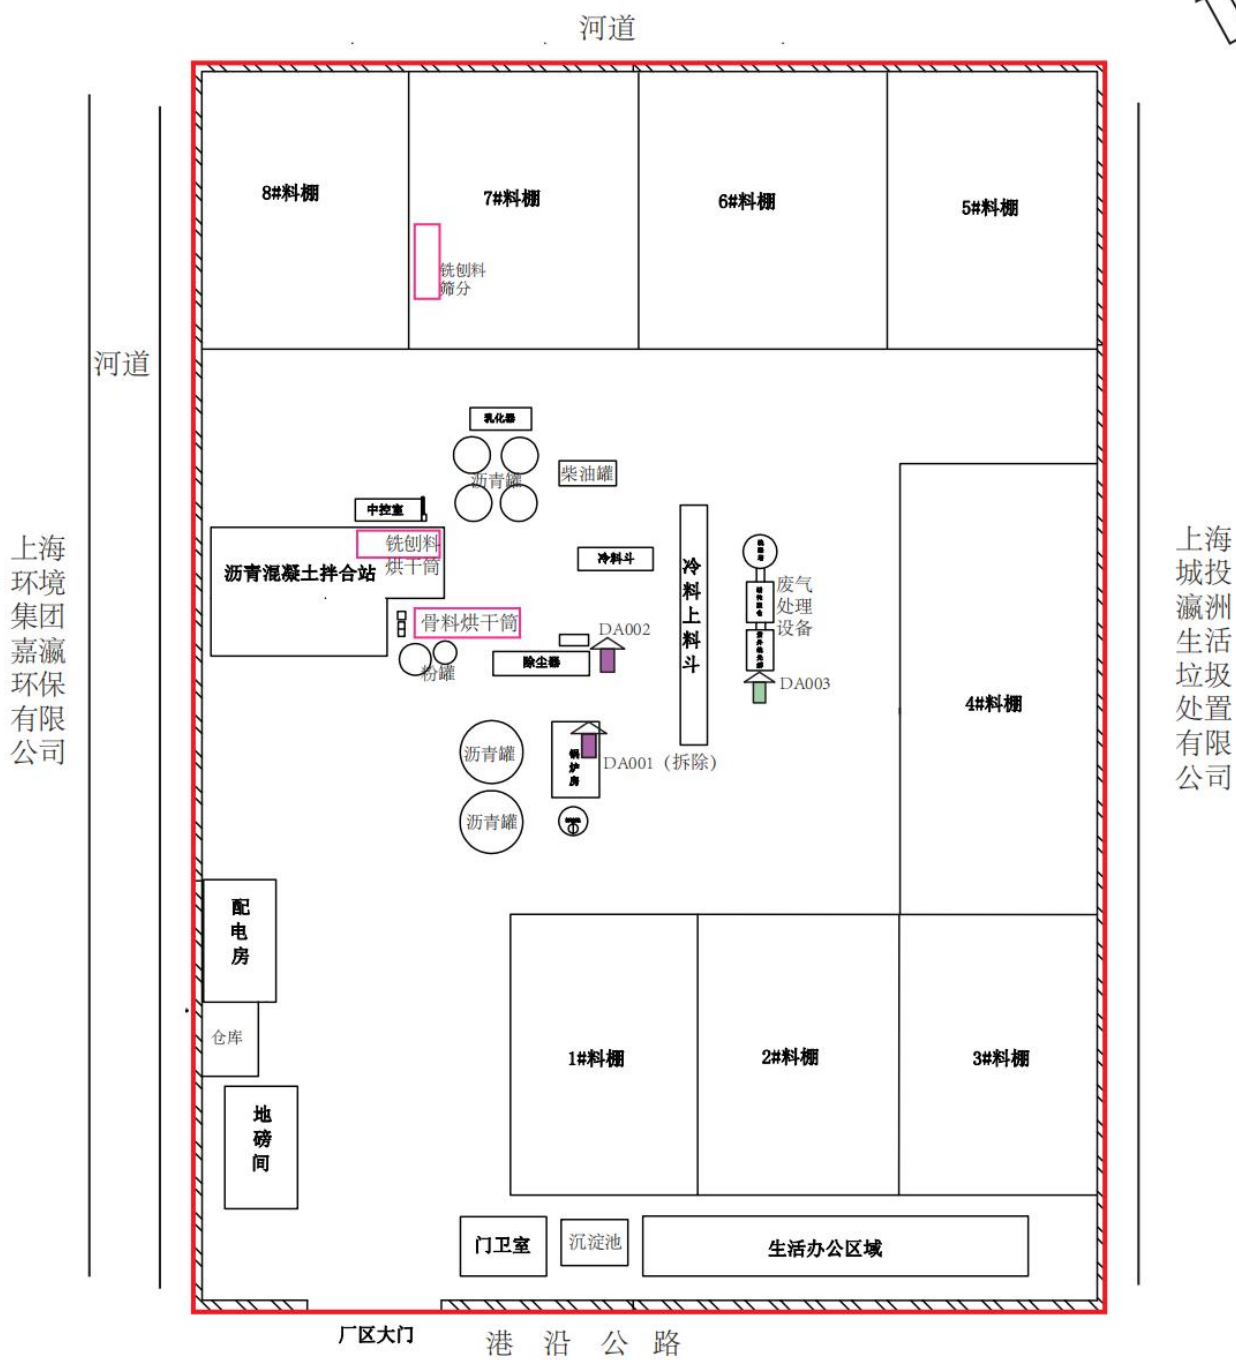 河道
8#料棚
7#料棚
6#料棚
5#料棚
铣刨料
筛分
河道
乳化器
沥青罐
柴油罐
中控室
铣刨料
烘干筒
沥青混凝土拌合站
冷料斗
冷料上料斗
废气
处理
设备
骨料烘干筒
DA002
除尘器
粉罐
DA003
4#料棚
沥青罐
锅炉房
DA001（拆除）
沥青罐
上海
环境
集团
嘉瀛
环保
有限
公司
上海
城投
瀛洲
生活
垃圾
处置
有限
公司
配电房
仓库
地磅间
1#料棚
2#料棚
3#料棚
门卫室
沉淀池
生活办公区域
厂区大门
港沿公路